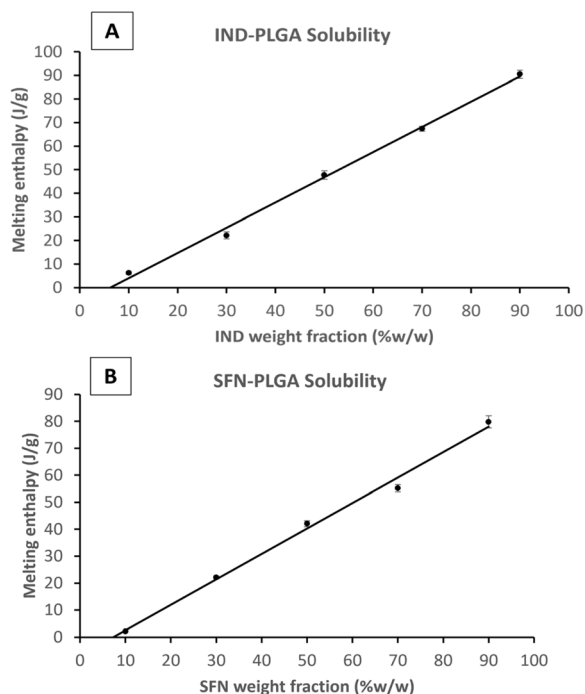 A
IND-PLGA Solubility
Melting enthalpy (J/g)
100
90
80
70
60
50
40
30
20
10
0
0 10 20 30 40 50 60 70 80 90 100
IND weight fraction (%w/w)
B
SFN-PLGA Solubility
Melting enthalpy (J/g)
90
80
70
60
50
40
30
20
10
0
0 10 20 30 40 50 60 70 80 90 100
SFN weight fraction (%w/w)